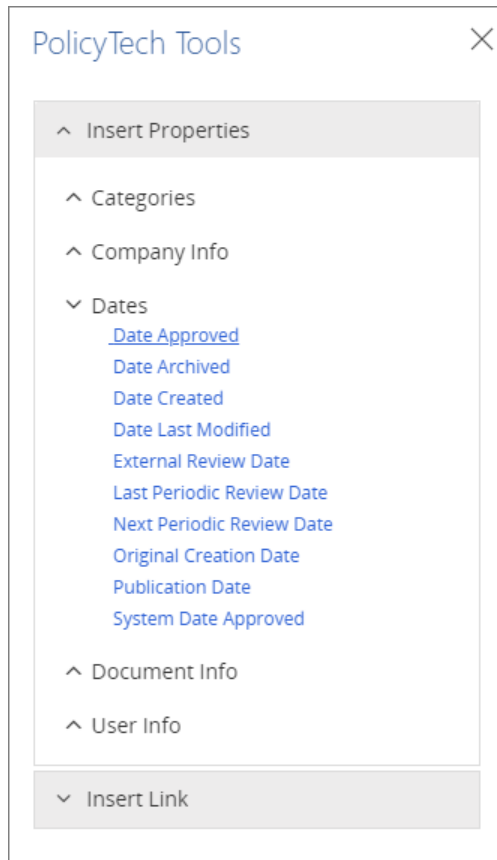 PolicyTech Tools
Insert Properties
Categories
Company Info
Dates
Date Approved
Date Archived
Date Created
Date Last Modified
External Review Date
Last Periodic Review Date
Next Periodic Review Date
Original Creation Date
Publication Date
System Date Approved
Document Info
User Info
Insert Link